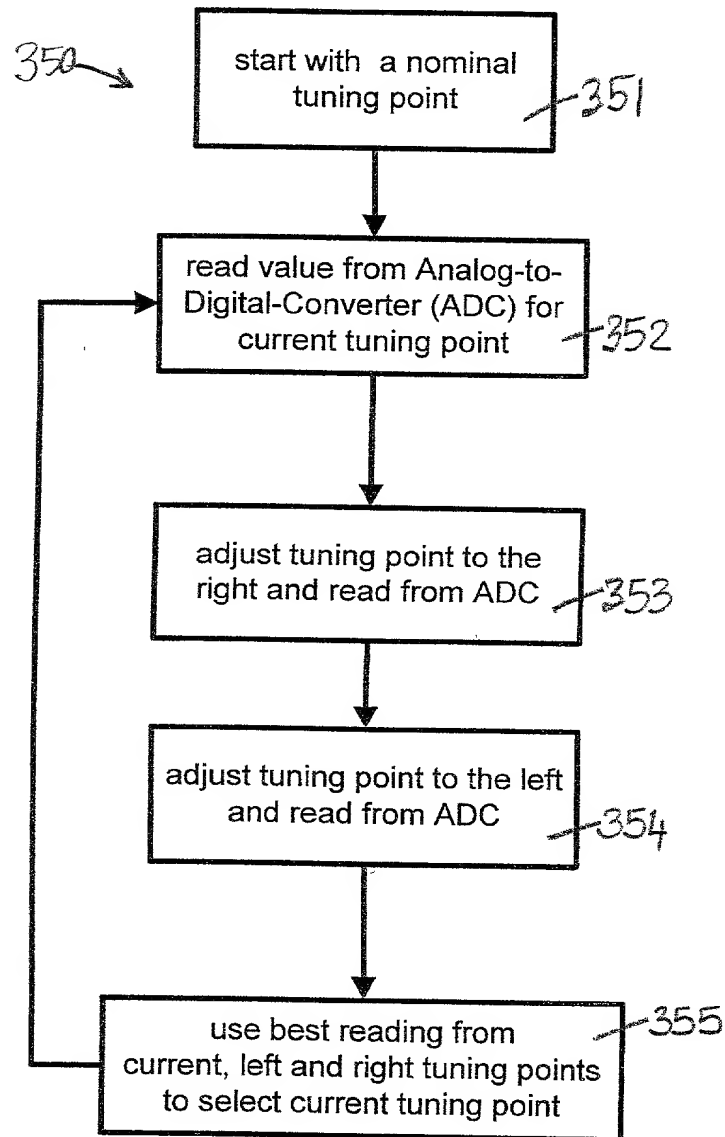 350
start with a nominal
tuning point
351
read value from Analog-to-
Digital-Converter (ADC) for
current tuning point
352
adjust tuning point to the
right and read from ADC
353
adjust tuning point to the left
and read from ADC
354
use best reading from
current, left and right tuning points
to select current tuning point
355